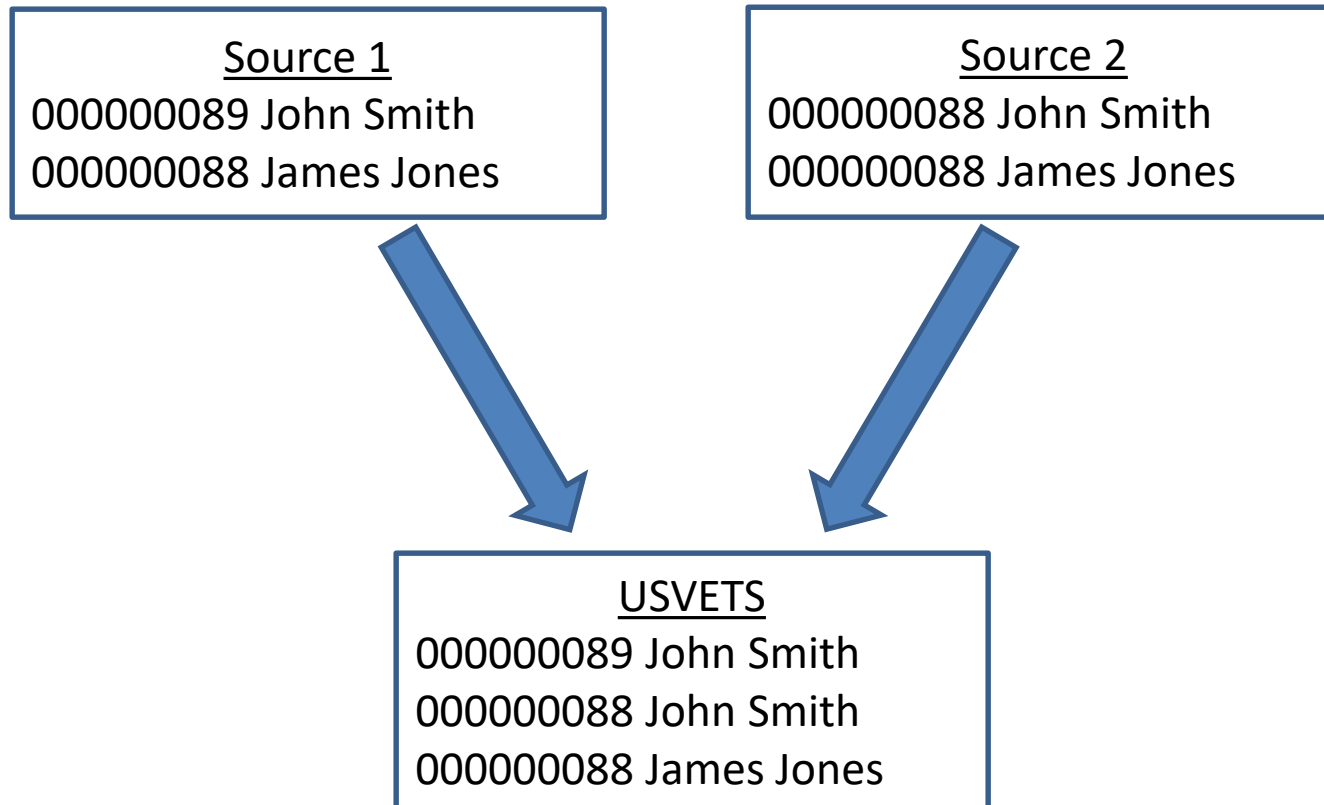 Source 1
000000089 John Smith
000000088 James Jones
Source 2
000000088 John Smith
000000088 James Jones
USVETS
000000089 John Smith
000000088 John Smith
000000088 James Jones